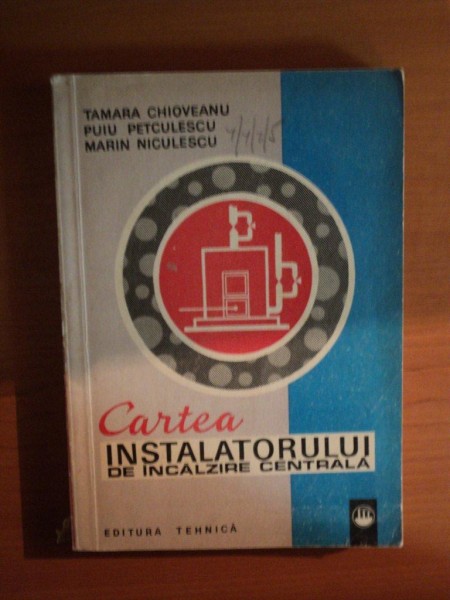 TAMARA CHIOVEANU
PUIU PETCULESCU
MARIN NICULESCU
Cartea
INSTALATORULUI
DE ÎNCĂLZIRE CENTRALĂ
EDITURA TEHNICĂ